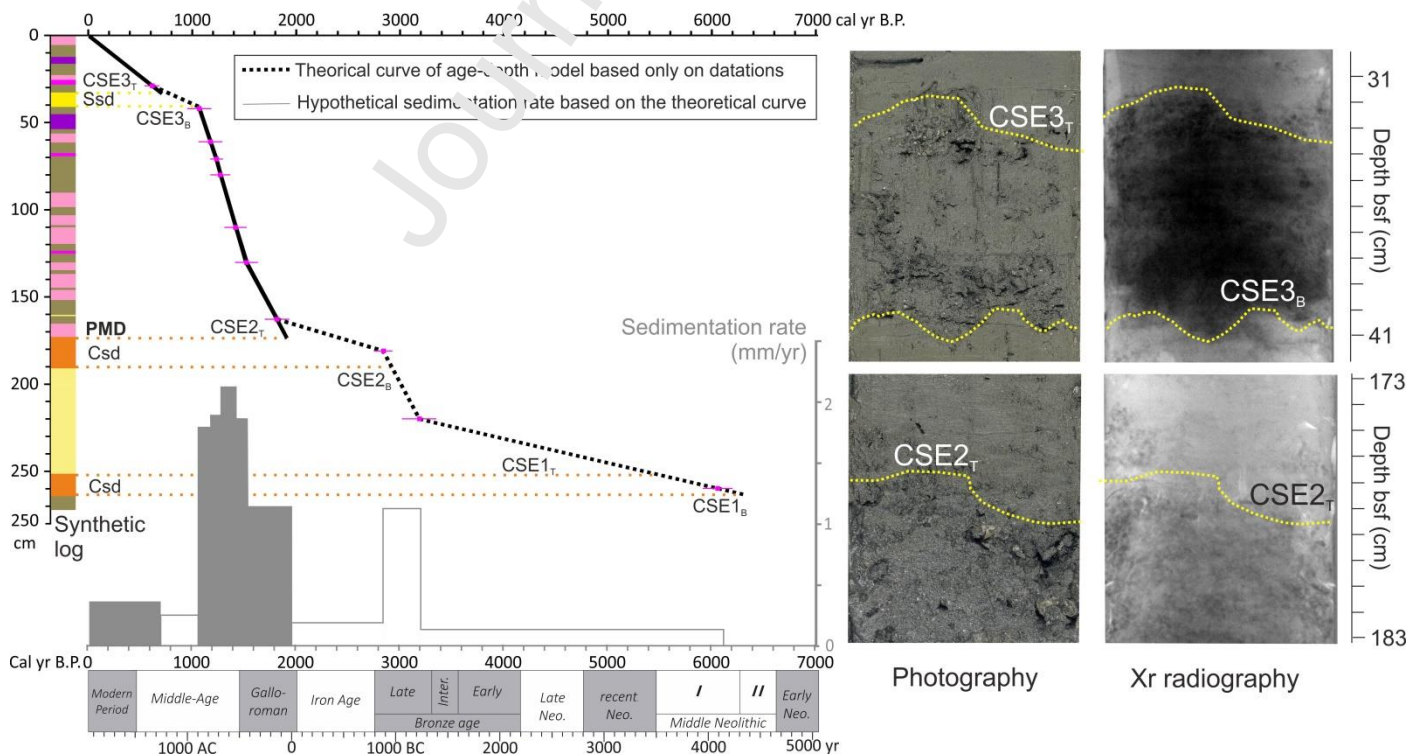 0 1000 2000 3000 4000 5000 6000 7000 cal yr B.P.
Journ
Theorical curve of age-depth model based only on datations
Hypothetical sedimentation rate based on the theoretical curve
0
50
100
150
200
250
250
cm
CSE3T
Ssd
CSE3B
CSE2T
PMD
Csd
CSE2B
CSE1T
Csd
CSE1B
Synthetic
log
Sedimentation rate
(mm/yr)
2
1
0
Cal yr B.P.
0 1000 2000 3000 4000 5000 6000 7000
Modern
Period
Middle-Age
Gallo-
roman
Iron Age
Late
Inter.
Early
Bronze age
Late
Neo.
recent
Neo.
I
II
Middle Neolithic
Early
Neo.
1000 AC 0 1000 BC 2000 3000 4000 5000 yr
CSE3T
CSE3B
31
Depth bsf (cm)
41
CSE2T
CSE2T
173
Depth bsf (cm)
183
Photography
Xr radiography